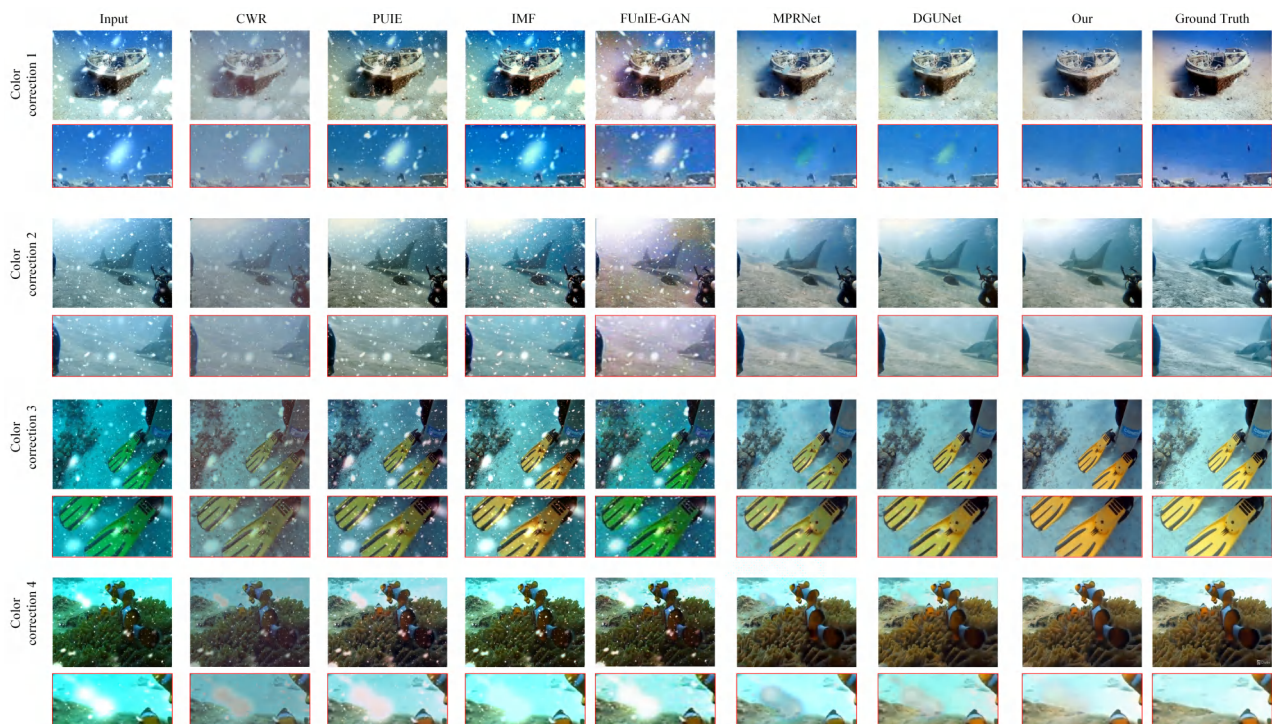 Input CWR PUIE IMF FUnIE-GAN MPRNet DGUNet Our Ground Truth
Color
correction 1
Color
correction 2
Color
correction 3
Color
correction 4